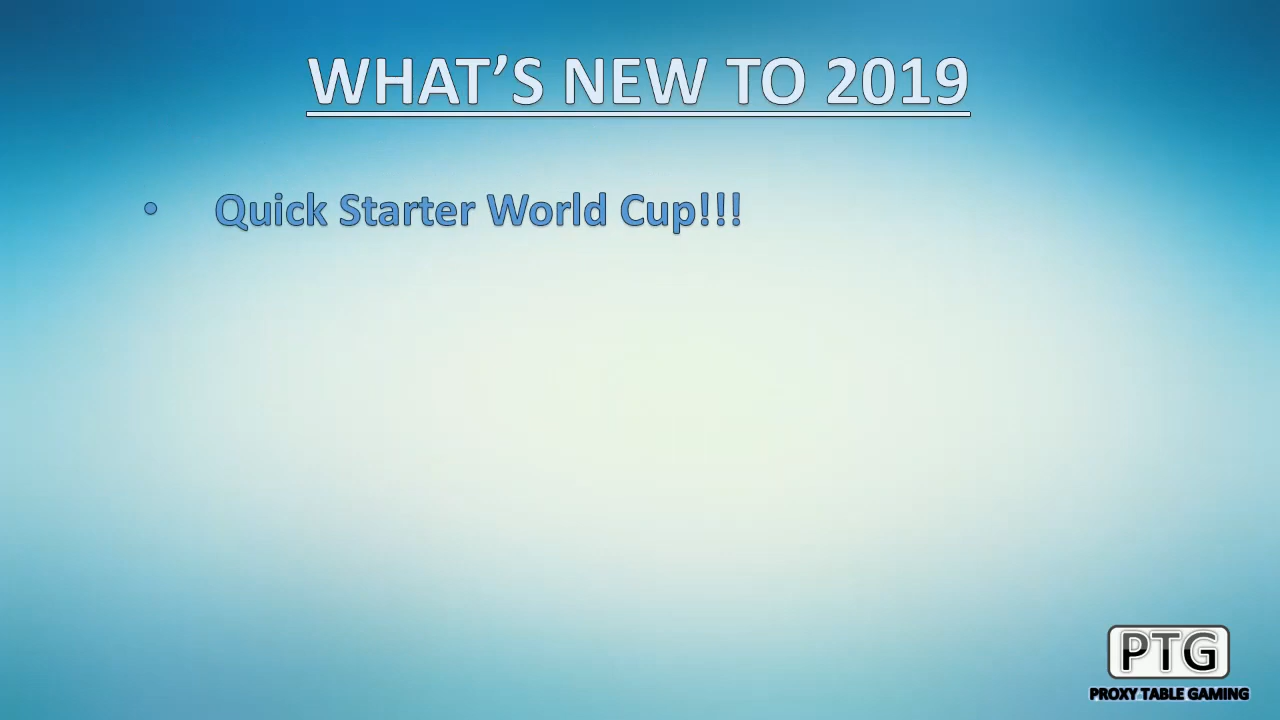 WHAT’S NEW TO 2019
• Quick Starter World Cup!!!
PTG
PROXY TABLE GAMING